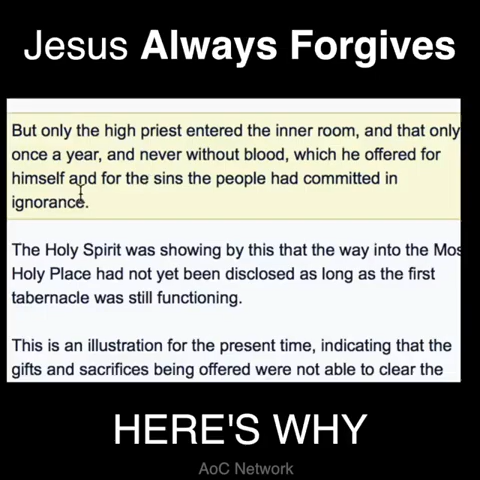 Jesus Always Forgives
But only the high priest entered the inner room, and that only
once a year, and never without blood, which he offered for
himself and for the sins the people had committed in
ignorance.
The Holy Spirit was showing by this that the way into the Mos
Holy Place had not yet been disclosed as long as the first
tabernacle was still functioning.
This is an illustration for the present time, indicating that the
gifts and sacrifices being offered were not able to clear the
HERE'S WHY
AoC Network